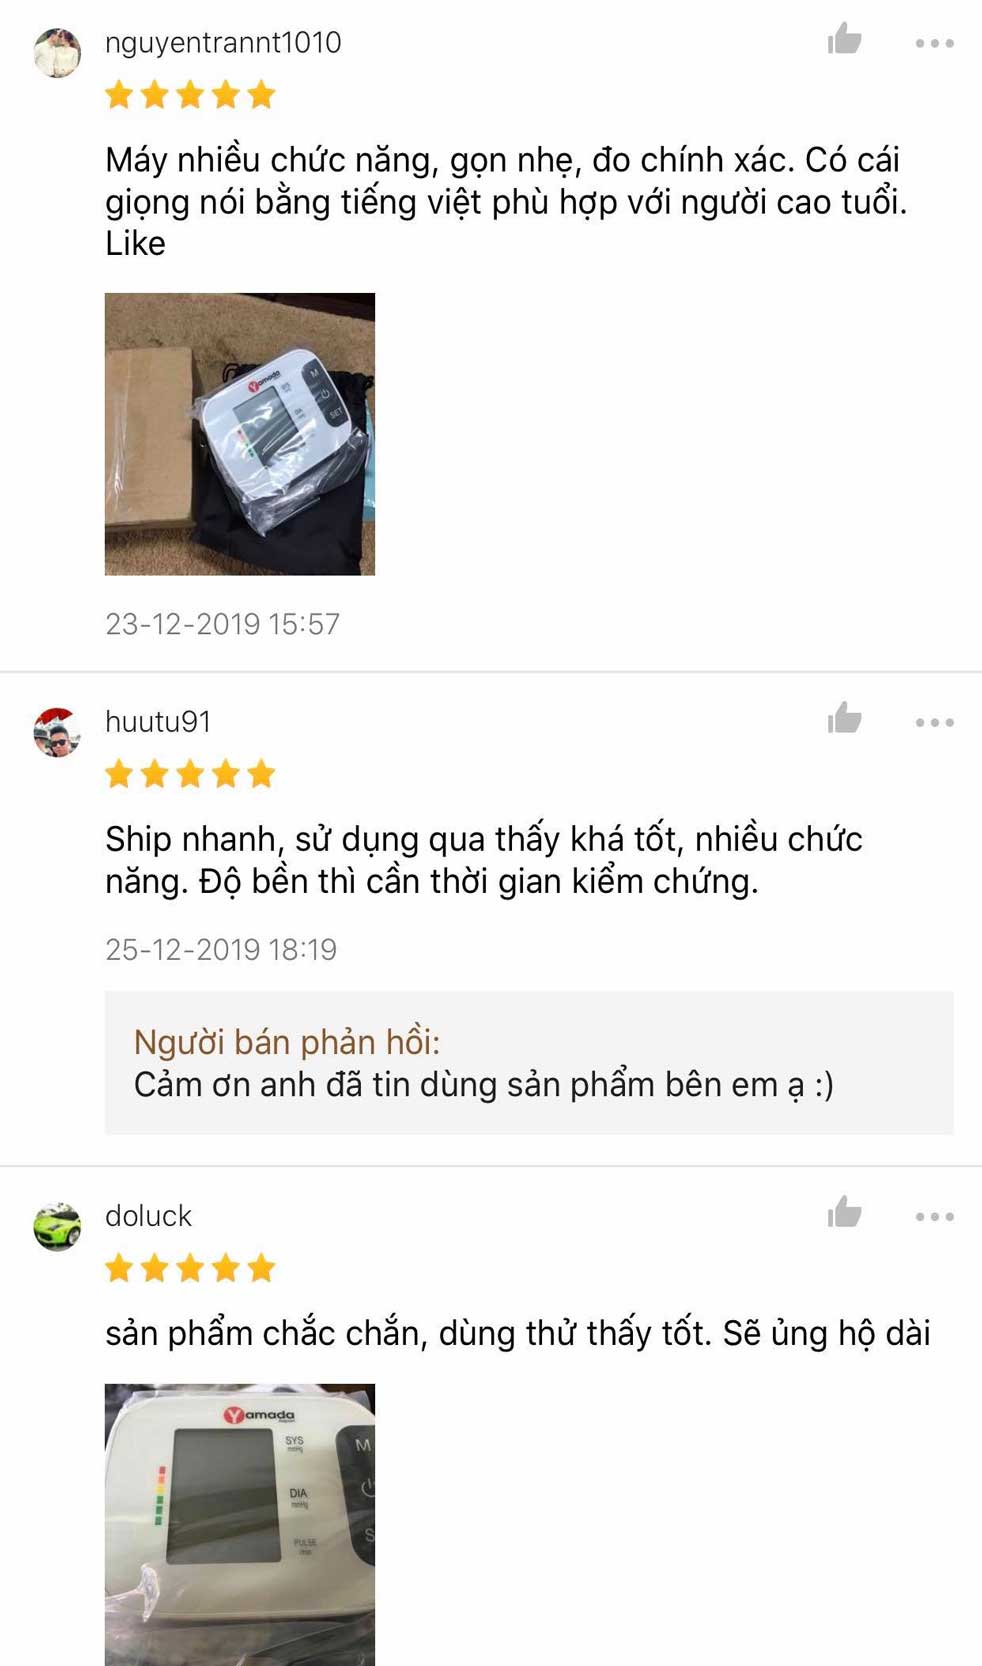 nguyentrannt1010
Máy nhiều chức năng, gọn nhẹ, đo chính xác. Có cái
giọng nói bằng tiếng việt phù hợp với người cao tuổi.
Like
Yamada
SYS
DIA
M
SET
23-12-2019 15:57
huutu91
Ship nhanh, sử dụng qua thấy khá tốt, nhiều chức
năng. Độ bền thì cần thời gian kiểm chứng.
25-12-2019 18:19
Người bán phản hồi:
Cảm ơn anh đã tin dùng sản phẩm bên em ạ :)
doluck
sản phẩm chắc chắn, dùng thử thấy tốt. Sẽ ủng hộ dài
Yamada
SYS
mmHg
M
DIA
mmHg
S
PULSE
/min